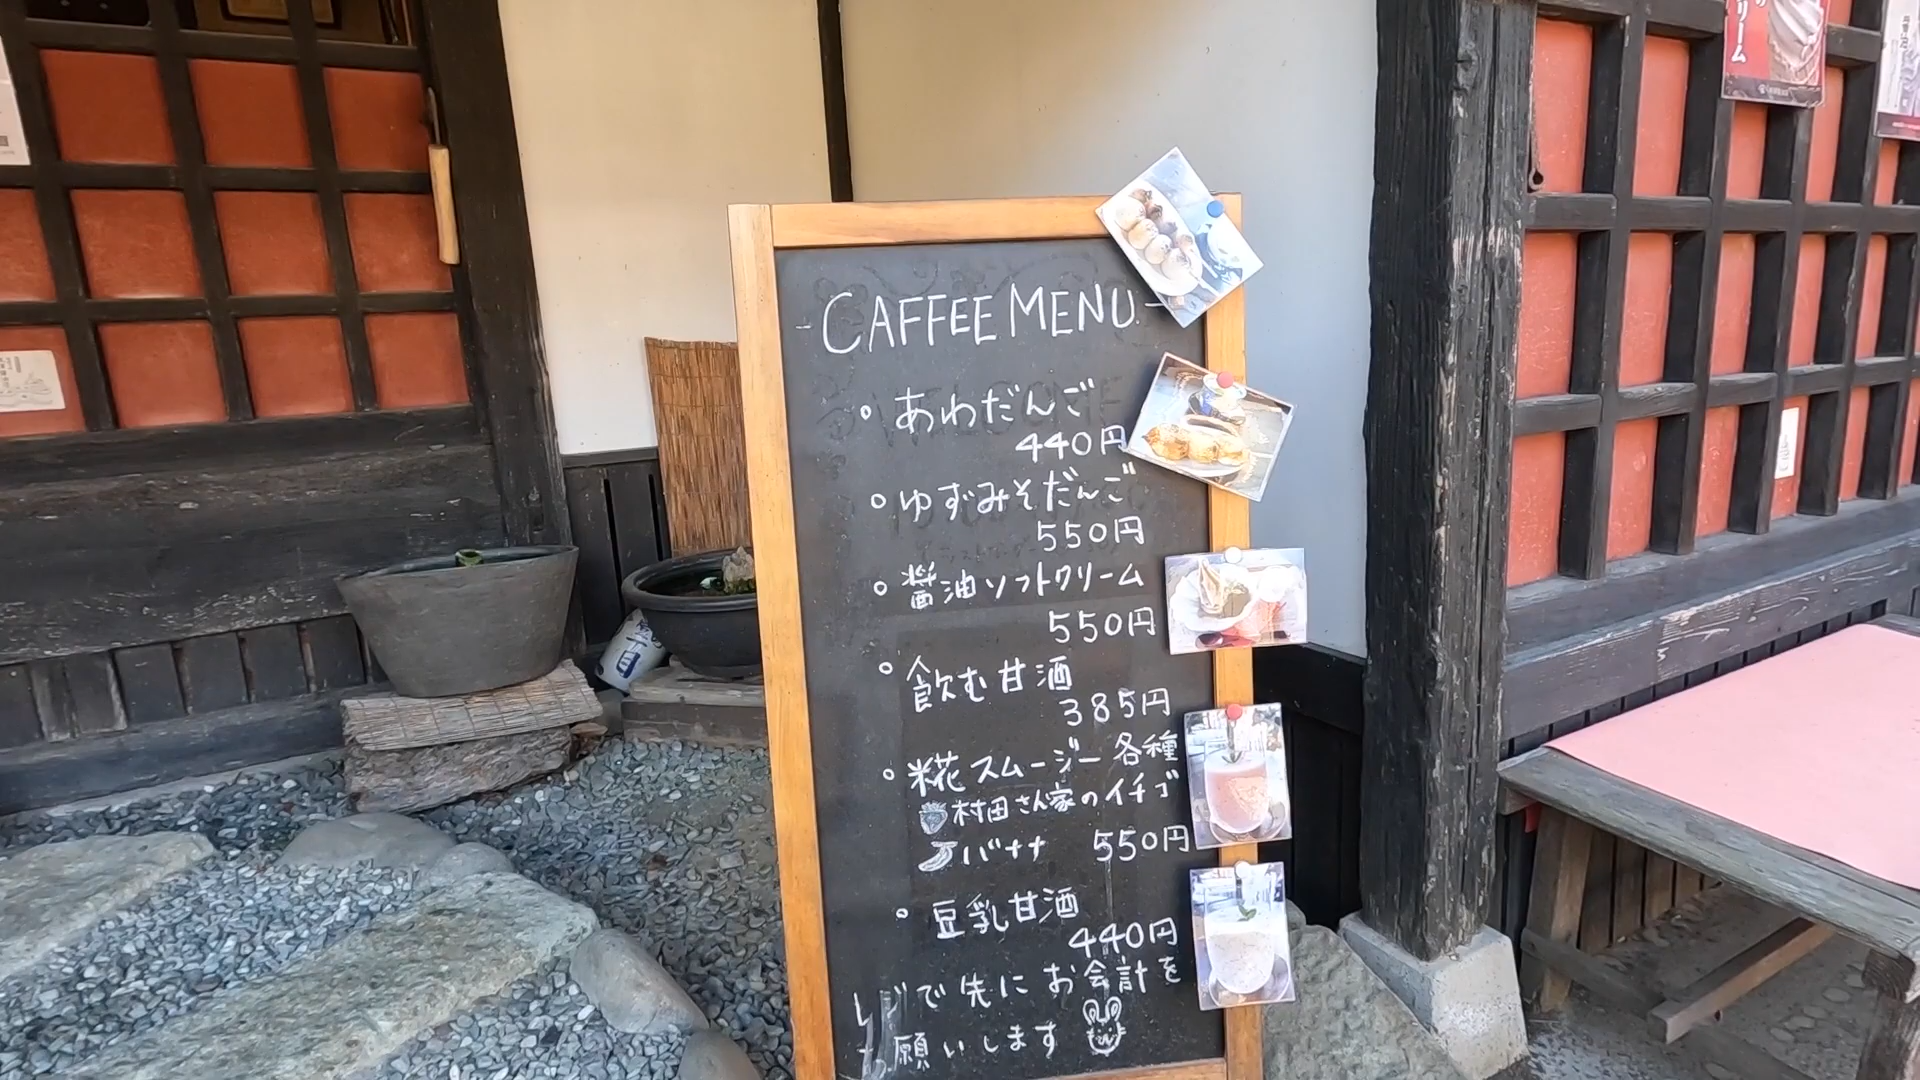 - CAFFEE MENU. -
○ あわだんご
440円
○ ゆずみそだんご
550円
○ 醤油ソフトクリーム
550円
○ 飲む甘酒
385円
○ 糀スムージー 各種
村田さん家のイチゴ
バナナ 550円
○ 豆乳甘酒
440円
レジで先にお会計を
お願いします